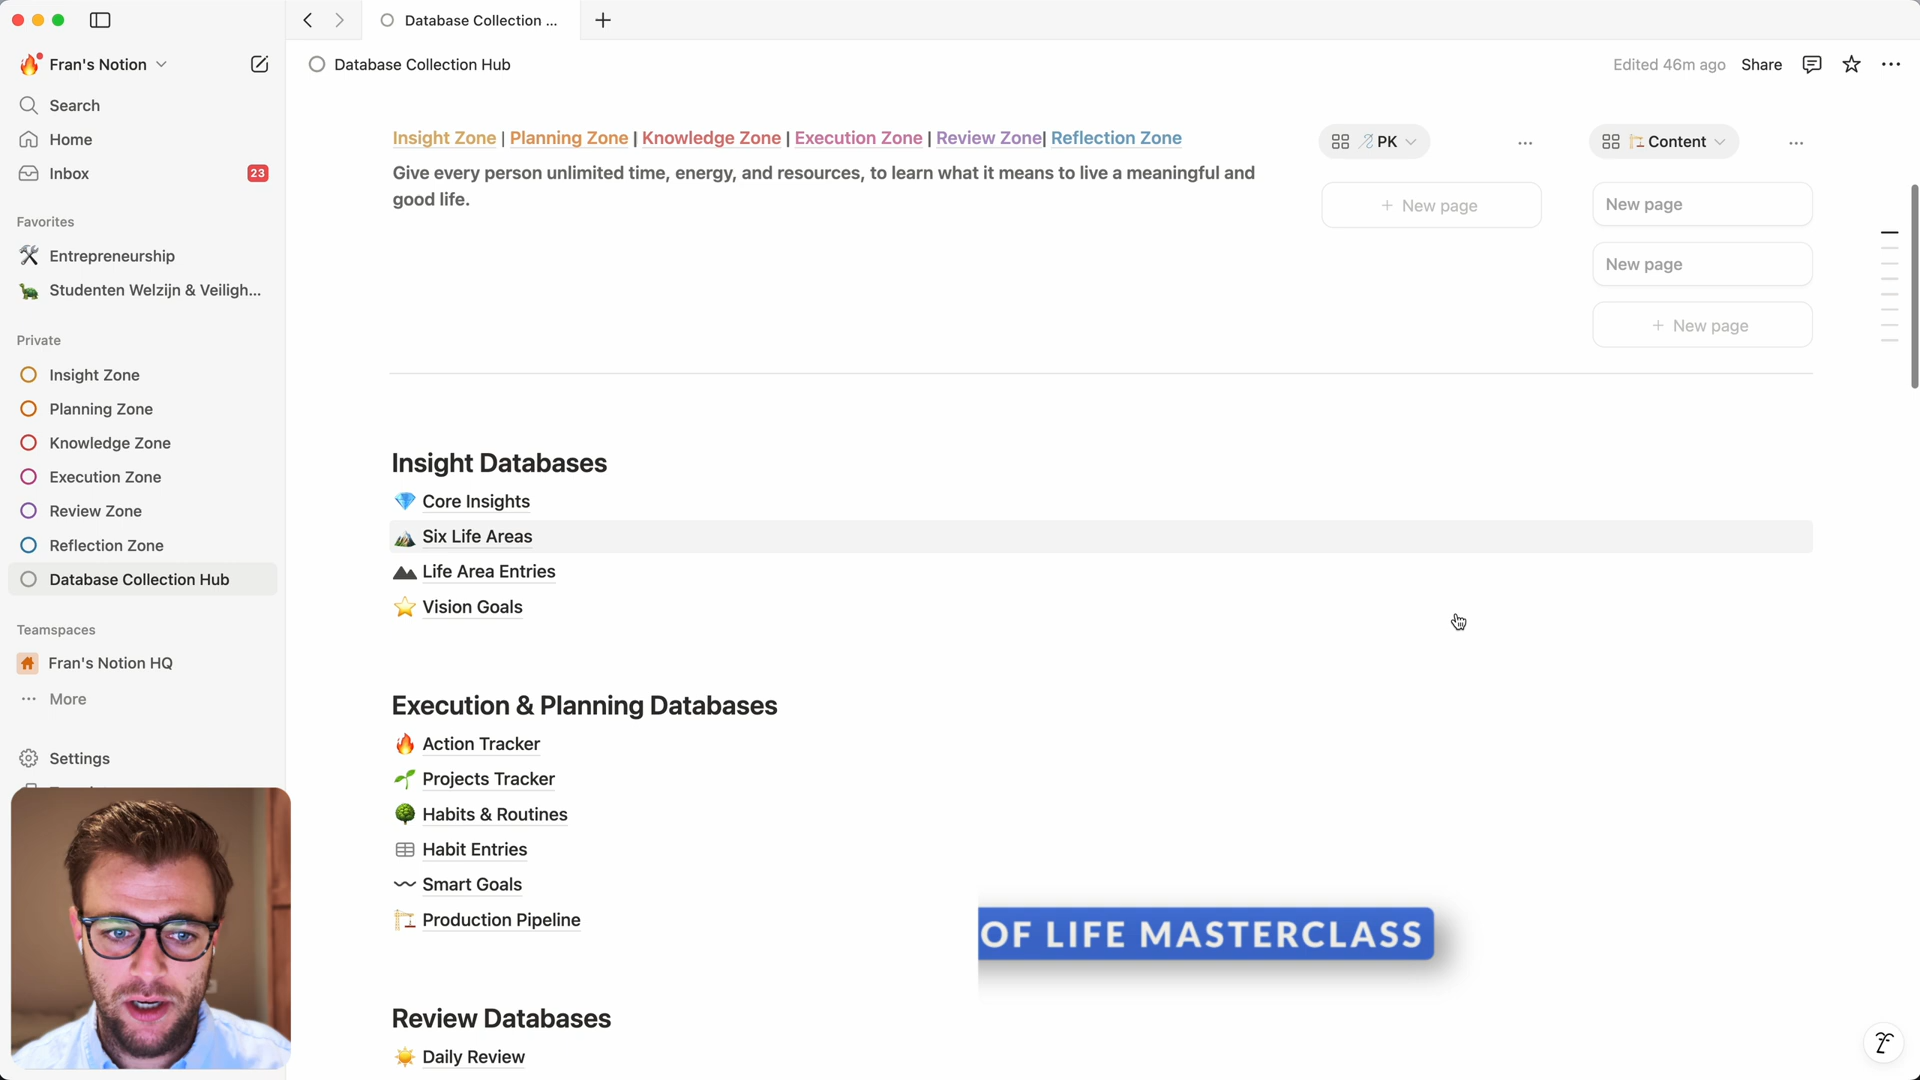 Database Collection ...
Fran's Notion
Search
Home
Inbox
23
Favorites
Entrepreneurship
Studenten Welzijn & Veiligh...
Private
Insight Zone
Planning Zone
Knowledge Zone
Execution Zone
Review Zone
Reflection Zone
Database Collection Hub
Teamspaces
Fran's Notion HQ
More
Settings
Database Collection Hub
Edited 46m ago
Share
Insight Zone | Planning Zone | Knowledge Zone | Execution Zone | Review Zone| Reflection Zone
Give every person unlimited time, energy, and resources, to learn what it means to live a meaningful and
good life.
PK
+ New page
Content
New page
New page
+ New page
Insight Databases
Core Insights
Six Life Areas
Life Area Entries
Vision Goals
Execution & Planning Databases
Action Tracker
Projects Tracker
Habits & Routines
Habit Entries
Smart Goals
Production Pipeline
OF LIFE MASTERCLASS
Review Databases
Daily Review